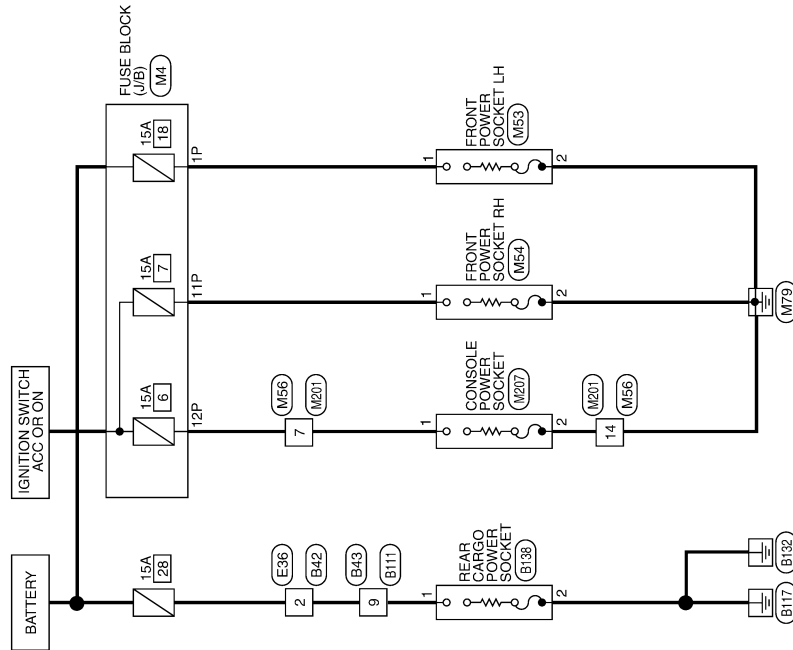 BATTERY
IGNITION SWITCH
ACC OR ON
FUSE BLOCK
(J/B)
M4
15A
28
15A
6
15A
7
15A
18
12P
11P
1P
2
E36
B42
9
B43
B111
7
M56
M201
1
REAR
CARGO
POWER
SOCKET
B138
2
1
CONSOLE
POWER
SOCKET
M207
2
1
FRONT
POWER
SOCKET RH
M54
2
1
FRONT
POWER
SOCKET LH
M53
2
14
M201
M56
B117
B132
M79